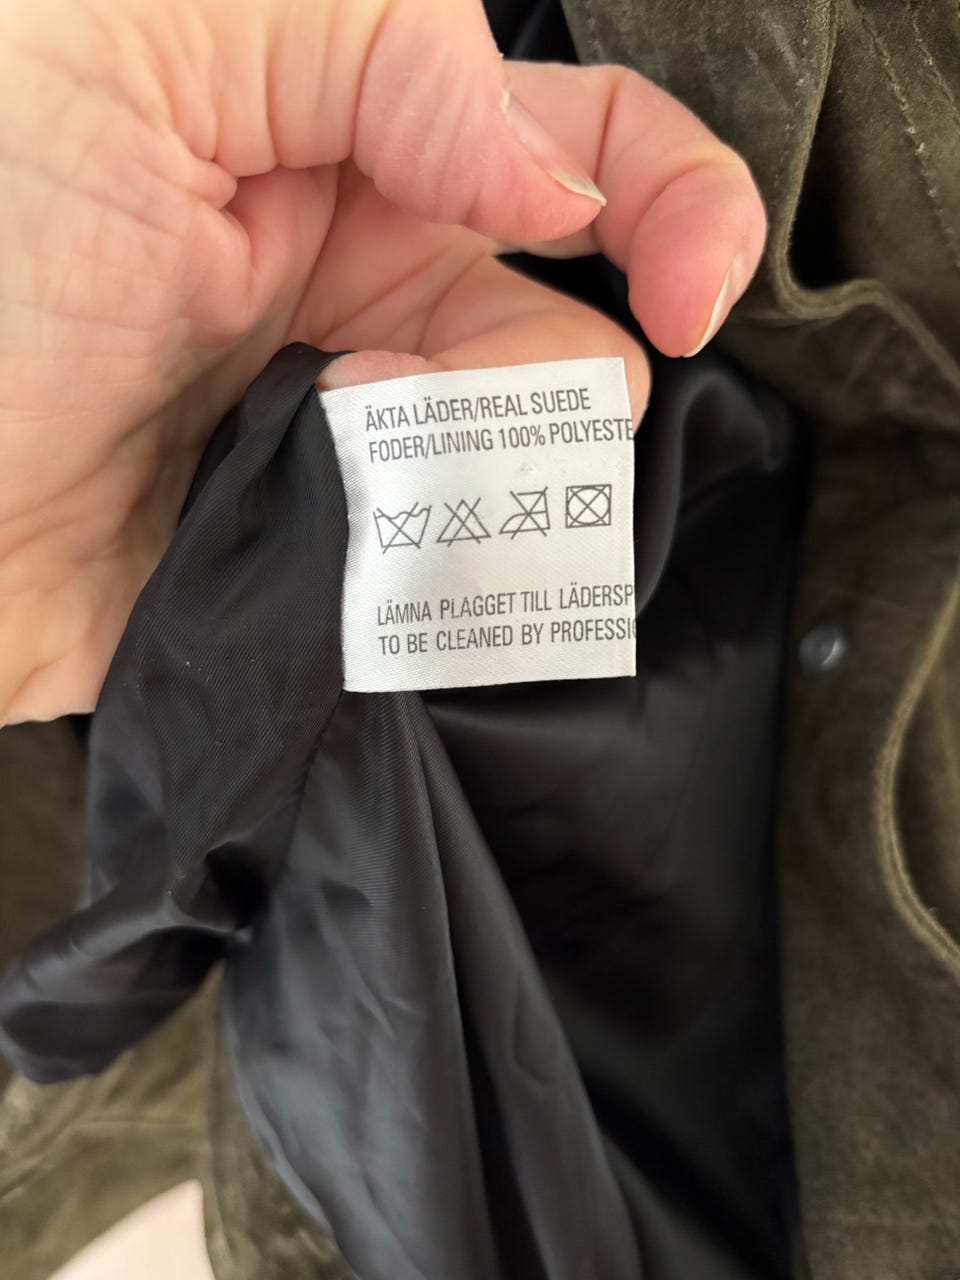 ÄKTA LÄDER/REAL SUEDE
FODER/LINING 100% POLYESTE
LÄMNA PLAGGET TILL LÄDERSP
TO BE CLEANED BY PROFESSI